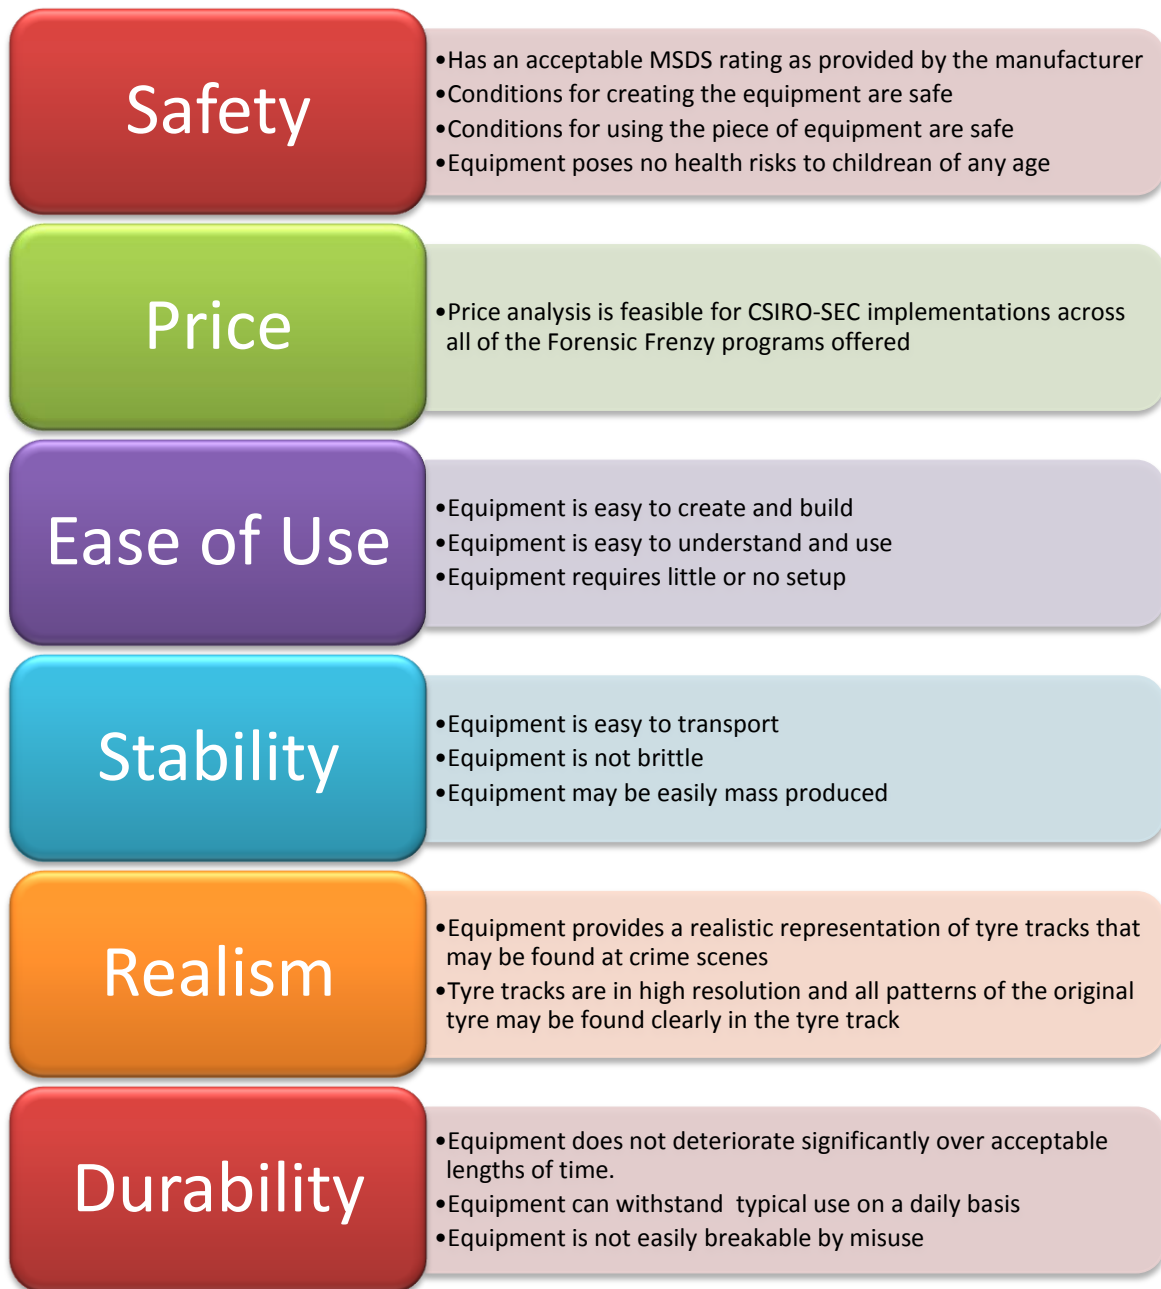 Safety
•Has an acceptable MSDS rating as provided by the manufacturer
•Conditions for creating the equipment are safe
•Conditions for using the piece of equipment are safe
•Equipment poses no health risks to childrean of any age
Price
•Price analysis is feasible for CSIRO-SEC implementations across
all of the Forensic Frenzy programs offered
Ease of Use
•Equipment is easy to create and build
•Equipment is easy to understand and use
•Equipment requires little or no setup
Stability
•Equipment is easy to transport
•Equipment is not brittle
•Equipment may be easily mass produced
Realism
•Equipment provides a realistic representation of tyre tracks that
may be found at crime scenes
•Tyre tracks are in high resolution and all patterns of the original
tyre may be found clearly in the tyre track
Durability
•Equipment does not deteriorate significantly over acceptable
lengths of time.
•Equipment can withstand  typical use on a daily basis
•Equipment is not easily breakable by misuse